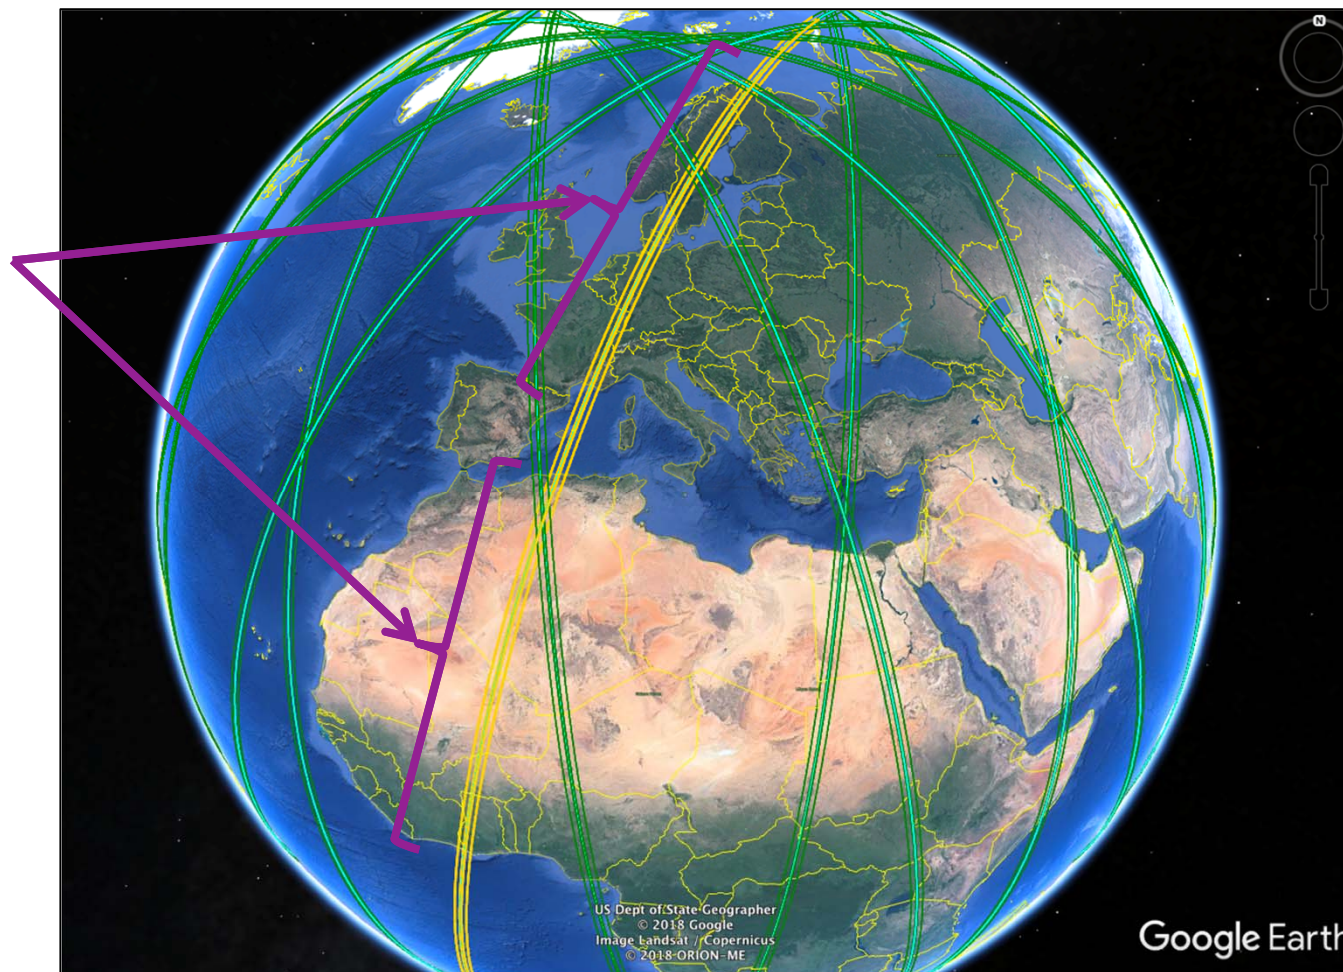 N
US Dept of State Geographer
© 2018 Google
Image Landsat / Copernicus
© 2018 ORION-ME
Google Earth